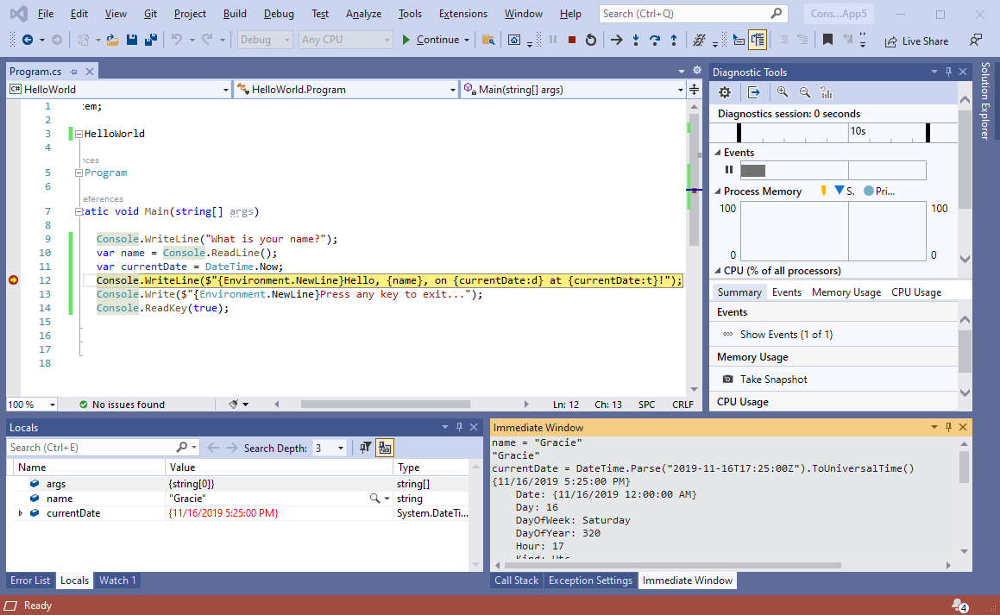 File Edit View Git Project Build Debug Test Analyze Tools Extensions Window Help Search (Ctrl+Q) Cons...App5
Debug Any CPU Continue Live Share
Program.cs
HelloWorld HelloWorld.Program Main(string[] args)
1 :em;
2
3 HelloWorld
4
nces
5 Program
6
eferences
7 tatic void Main(string[] args)
8
9 Console.WriteLine("What is your name?");
10 var name = Console.ReadLine();
11 var currentDate = DateTime.Now;
12 Console.WriteLine($"{Environment.NewLine}Hello, {name}, on {currentDate:d} at {currentDate:t}!");
13 Console.Write($"{Environment.NewLine}Press any key to exit...");
14 Console.ReadKey(true);
15
16
17
18
100 % No issues found Ln: 12 Ch: 13 SPC CRLF
Diagnostic Tools
Diagnostics session: 0 seconds
10s
Events
Process Memory S. Pri...
100 100
0 0
CPU (% of all processors)
Summary Events Memory Usage CPU Usage
Events
Show Events (1 of 1)
Memory Usage
Take Snapshot
CPU Usage
Solution Explorer
Locals
Search (Ctrl+E) Search Depth: 3
Name Value Type
args {string[0]} string[]
name "Gracie" string
currentDate {11/16/2019 5:25:00 PM} System.DateTi...
Error List Locals Watch 1
Immediate Window
name = "Gracie"
"Gracie"
currentDate = DateTime.Parse("2019-11-16T17:25:00Z").ToUniversalTime()
{11/16/2019 5:25:00 PM}
Date: {11/16/2019 12:00:00 AM}
Day: 16
DayOfWeek: Saturday
DayOfYear: 320
Hour: 17
Kind: Utc
Call Stack Exception Settings Immediate Window
Ready 4